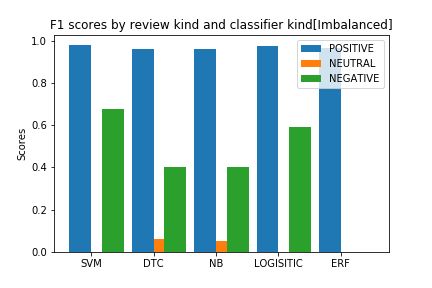 F1 scores by review kind and classifier kind[Imbalanced]
POSITIVE
NEUTRAL
NEGATIVE
Scores
1.0
0.8
0.6
0.4
0.2
0.0
SVM DTC NB LOGISITIC ERF